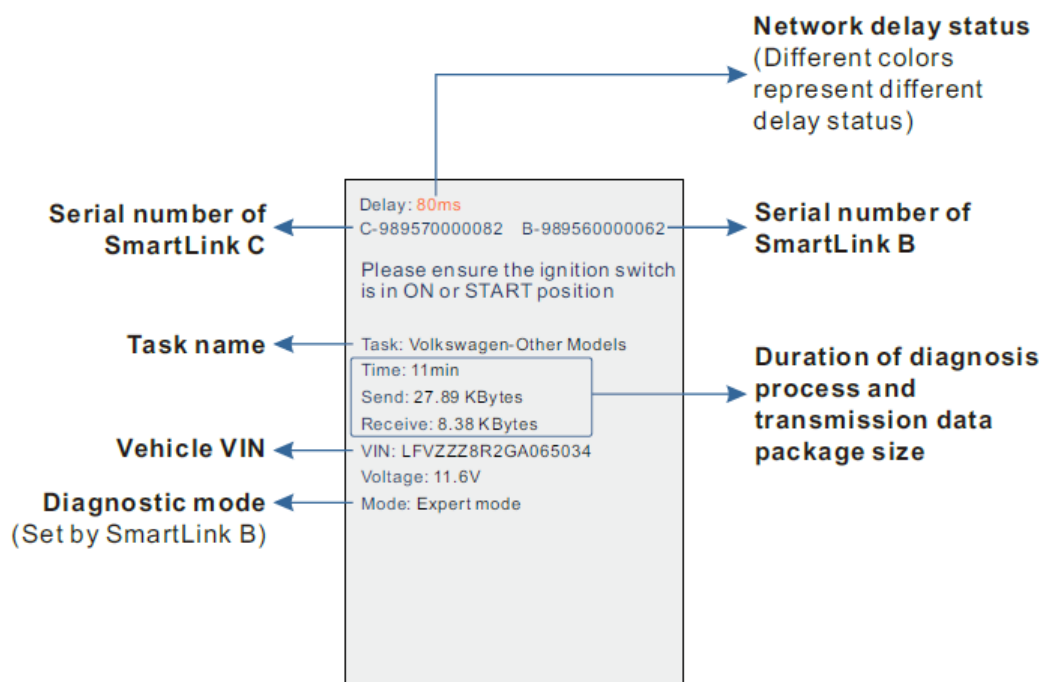 Network delay status
(Different colors
represent different
delay status)
Serial number of
SmartLink C
Delay: 80ms
C-989570000082 B-989560000062
Serial number of
SmartLink B
Please ensure the ignition switch
is in ON or START position
Task name
Task: Volkswagen-Other Models
Time: 11min
Send: 27.89 KBytes
Receive: 8.38 KBytes
Duration of diagnosis
process and
transmission data
package size
Vehicle VIN
VIN: LFVZZZ8R2GA065034
Voltage: 11.6V
Diagnostic mode
(Set by SmartLink B)
Mode: Expert mode